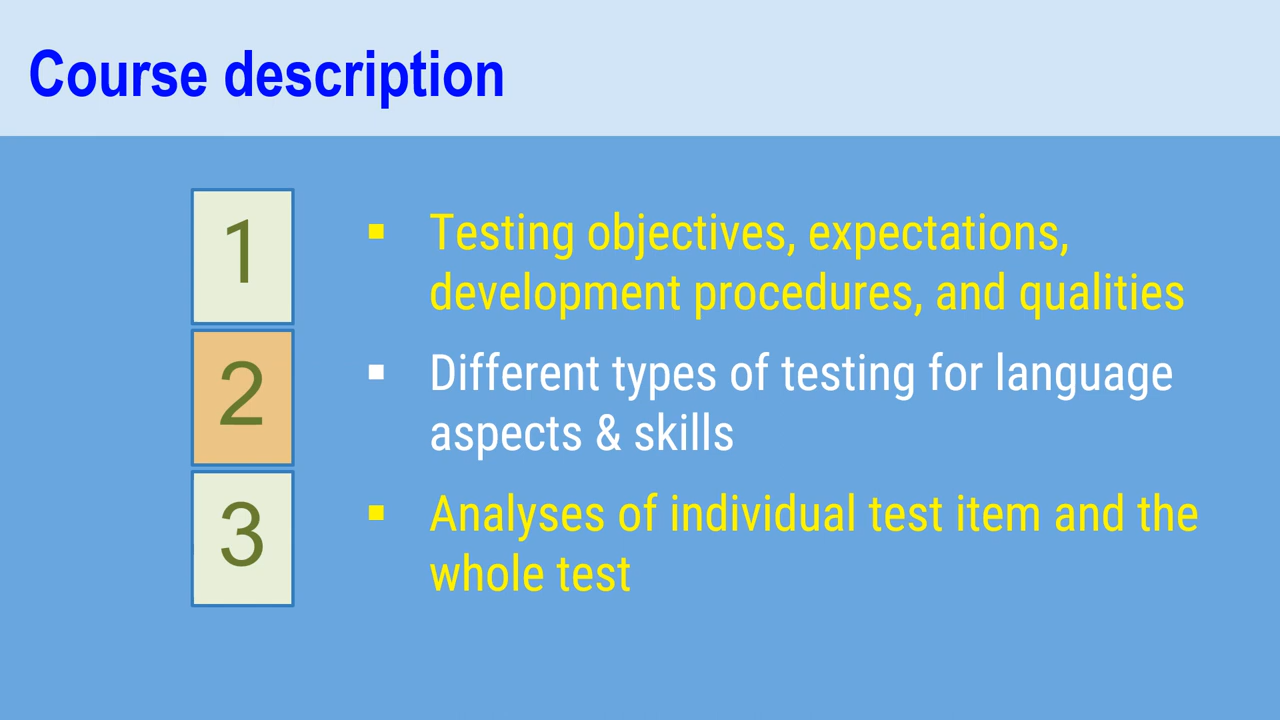 Course description
1
▪ Testing objectives, expectations,
development procedures, and qualities
2
▪ Different types of testing for language
aspects & skills
3
▪ Analyses of individual test item and the
whole test